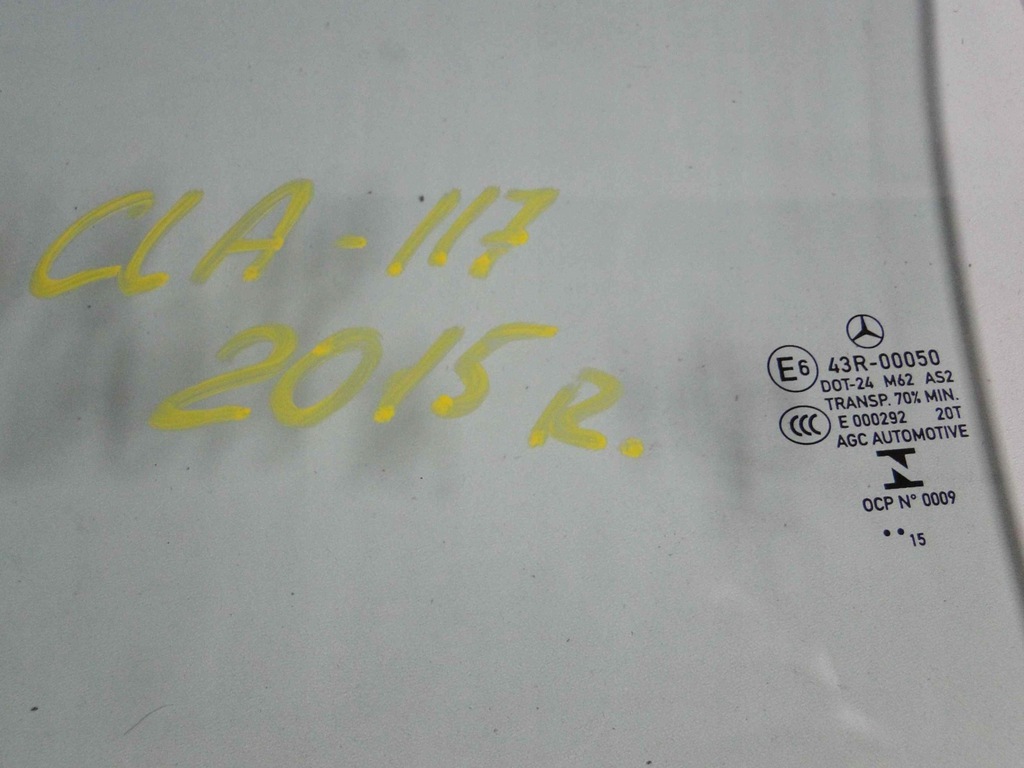 CLA-117
2015 R.
E6 43R-00050
DOT-24 M62 AS2
TRANSP. 70% MIN.
CCC E 000292 20T
AGC AUTOMOTIVE
OCP N° 0009
•• 15